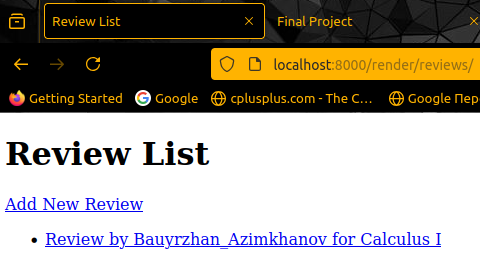 Review List
Final Project
localhost:8000/render/reviews/
Getting Started
Google
cplusplus.com - The C…
Google Пер
Review List
Add New Review
Review by Bauyrzhan_Azimkhanov for Calculus I